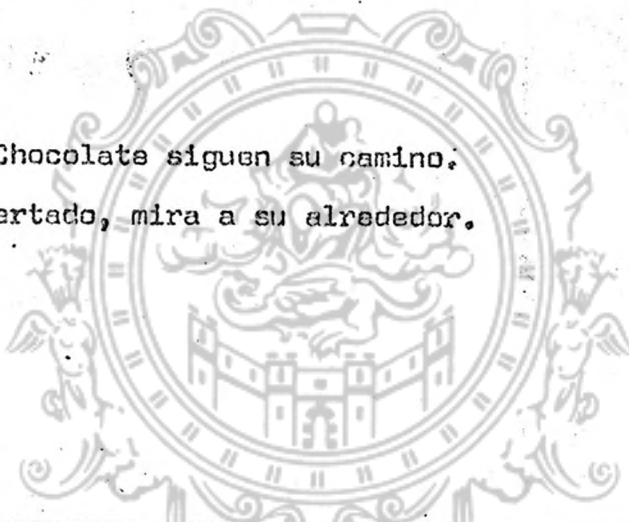 Chocolate siguen su camino.
ertado, mira a su alrededor.